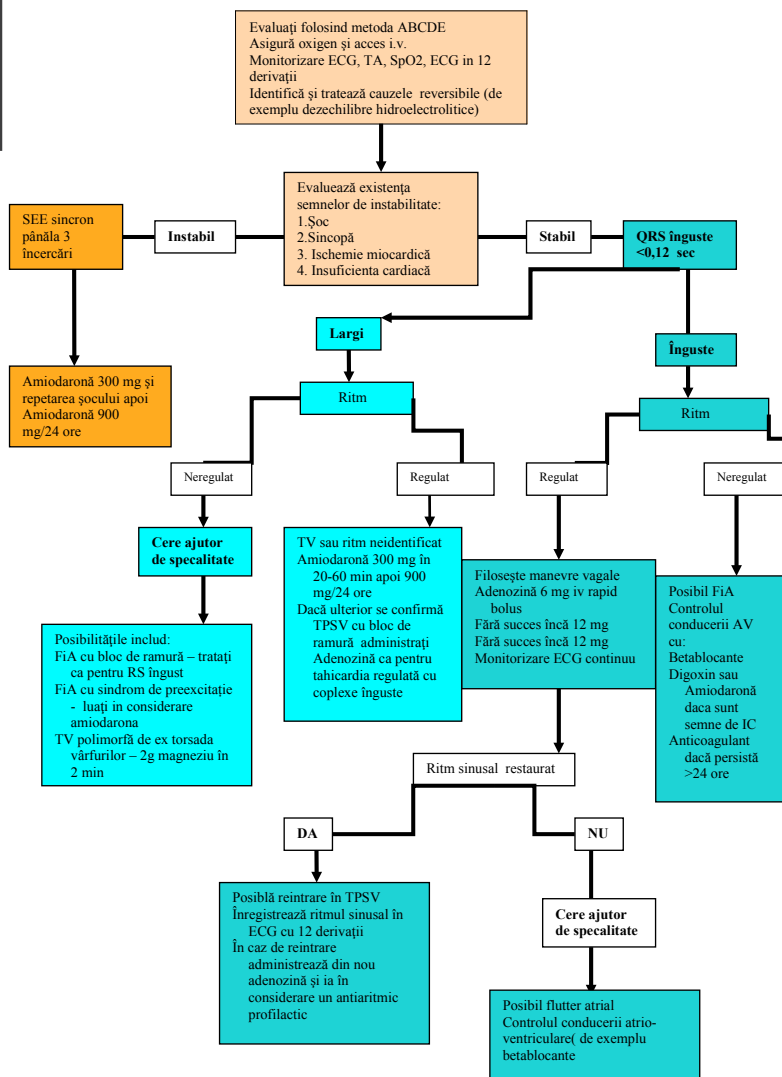 Evaluaţi folosind metoda ABCDE
Asigură oxigen şi acces i.v.
Monitorizare ECG, TA, SpO2, ECG in 12
derivaţii
Identifică şi tratează cauzele reversibile (de
exemplu dezechilibre hidroelectrolitice)
SEE sincron
pânăla 3
încercări
Instabil
Evaluează existenţa
semnelor de instabilitate:
1.Şoc
2.Sincopă
3. Ischemie miocardică
4. Insuficienta cardiacă
Stabil
QRS înguste
<0,12 sec
Largi
Înguste
Amiodaronă 300 mg şi
repetarea şocului apoi
Amiodaronă 900
mg/24 ore
Ritm
Ritm
Neregulat
Regulat
Regulat
Neregulat
Cere ajutor
de specalitate
TV sau ritm neidentificat
Amiodaronă 300 mg în
20-60 min apoi 900
mg/24 ore
Dacă ulterior se confirmă
TPSV cu bloc de
ramură administraţi
Adenozină ca pentru
tahicardia regulată cu
coplexe înguste
Filoseşte manevre vagale
Adenozină 6 mg iv rapid
bolus
Fără succes încă 12 mg
Fără succes încă 12 mg
Monitorizare ECG continuu
Posibil FiA
Controlul
conducerii AV
cu:
Betablocante
Digoxin sau
Amiodaronă
daca sunt
semne de IC
Anticoagulant
dacă persistă
>24 ore
Posibilităţile includ:
FiA cu bloc de ramură – trataţi
ca pentru RS îngust
FiA cu sindrom de preexcitaţie
- luaţi in considerare
amiodarona
TV polimorfă de ex torsada
vârfurilor – 2g magneziu în
2 min
Ritm sinusal restaurat
DA
NU
Posiblă reintrare în TPSV
Înregistrează ritmul sinusal în
ECG cu 12 derivaţii
În caz de reintrare
administrează din nou
adenozină şi ia în
considerare un antiaritmic
profilactic
Cere ajutor
de specalitate
Posibil flutter atrial
Controlul conducerii atrio-
ventriculare( de exemplu
betablocante